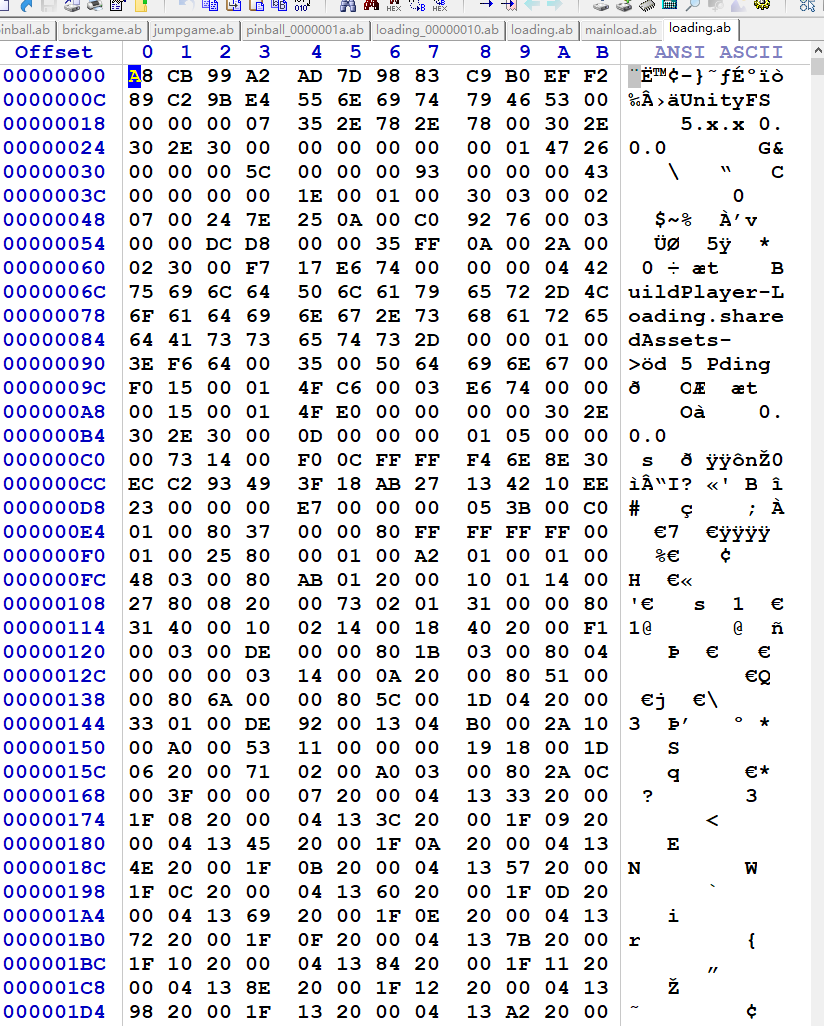 inball.ab brickgame.ab jumpgame.ab pinball_0000001a.ab loading_00000010.ab loading.ab mainload.ab loading.ab
Offset 0 1 2 3 4 5 6 7 8 9 A B ANSI ASCII
00000000 A8 CB 99 A2 AD 7D 98 83 C9 B0 EF F2 ¨Ë™¢-}˜ƒÉ°ïò
0000000C 89 C2 9B E4 55 6E 69 74 79 46 53 00 ‰Â›äUnityFS
00000018 00 00 00 07 35 2E 78 2E 78 00 30 2E 5.x.x 0.
00000024 30 2E 30 00 00 00 00 00 00 01 47 26 0.0 G&
00000030 00 00 00 5C 00 00 00 93 00 00 00 43 \ “ C
0000003C 00 00 00 00 1E 00 01 00 30 03 00 02 0
00000048 07 00 24 7E 25 0A 00 C0 92 76 00 03 $~% À’v
00000054 00 00 DC D8 00 00 35 FF 0A 00 2A 00 ÜØ 5ÿ *
00000060 02 30 00 F7 17 E6 74 00 00 00 04 42 0 ÷ æt B
0000006C 75 69 6C 64 50 6C 61 79 65 72 2D 4C uildPlayer-L
00000078 6F 61 64 69 6E 67 2E 73 68 61 72 65 oading.share
00000084 64 41 73 73 65 74 73 2D 00 00 01 00 dAssets-
00000090 3E F6 64 00 35 00 50 64 69 6E 67 00 >öd 5 Pding
0000009C F0 15 00 01 4F C6 00 03 E6 74 00 00 ð OÆ æt
000000A8 00 15 00 01 4F E0 00 00 00 00 30 2E Oà 0.
000000B4 30 2E 30 00 0D 00 00 00 01 05 00 00 0.0
000000C0 00 73 14 00 F0 0C FF FF F4 6E 8E 30 s ð ÿÿônŽ0
000000CC EC C2 93 49 3F 18 AB 27 13 42 10 EE ìÂ“I? «' B î
000000D8 23 00 00 00 E7 00 00 00 05 3B 00 C0 # ç ; À
000000E4 01 00 80 37 00 00 80 FF FF FF FF 00 €7 €ÿÿÿÿ
000000F0 01 00 25 80 00 01 00 A2 01 00 01 00 %€ ¢
000000FC 48 03 00 80 AB 01 20 00 10 01 14 00 H €«
00000108 27 80 08 20 00 73 02 01 31 00 00 80 '€ s 1 €
00000114 31 40 00 10 02 14 00 18 40 20 00 F1 1@ @ ñ
00000120 00 03 00 DE 00 00 80 1B 03 00 80 04 Þ € €
0000012C 00 00 00 03 14 00 0A 20 00 80 51 00 €Q
00000138 00 80 6A 00 00 80 5C 00 1D 04 20 00 €j €\
00000144 33 01 00 DE 92 00 13 04 B0 00 2A 10 3 Þ’ ° *
00000150 00 A0 00 53 11 00 00 00 19 18 00 1D S
0000015C 06 20 00 71 02 00 A0 03 00 80 2A 0C q €*
00000168 00 3F 00 00 07 20 00 04 13 33 20 00 ? 3
00000174 1F 08 20 00 04 13 3C 20 00 1F 09 20 <
00000180 00 04 13 45 20 00 1F 0A 20 00 04 13 E
0000018C 4E 20 00 1F 0B 20 00 04 13 57 20 00 N W
00000198 1F 0C 20 00 04 13 60 20 00 1F 0D 20 `
000001A4 00 04 13 69 20 00 1F 0E 20 00 04 13 i
000001B0 72 20 00 1F 0F 20 00 04 13 7B 20 00 r {
000001BC 1F 10 20 00 04 13 84 20 00 1F 11 20 „
000001C8 00 04 13 8E 20 00 1F 12 20 00 04 13 Ž
000001D4 98 20 00 1F 13 20 00 04 13 A2 20 00 ˜ ¢